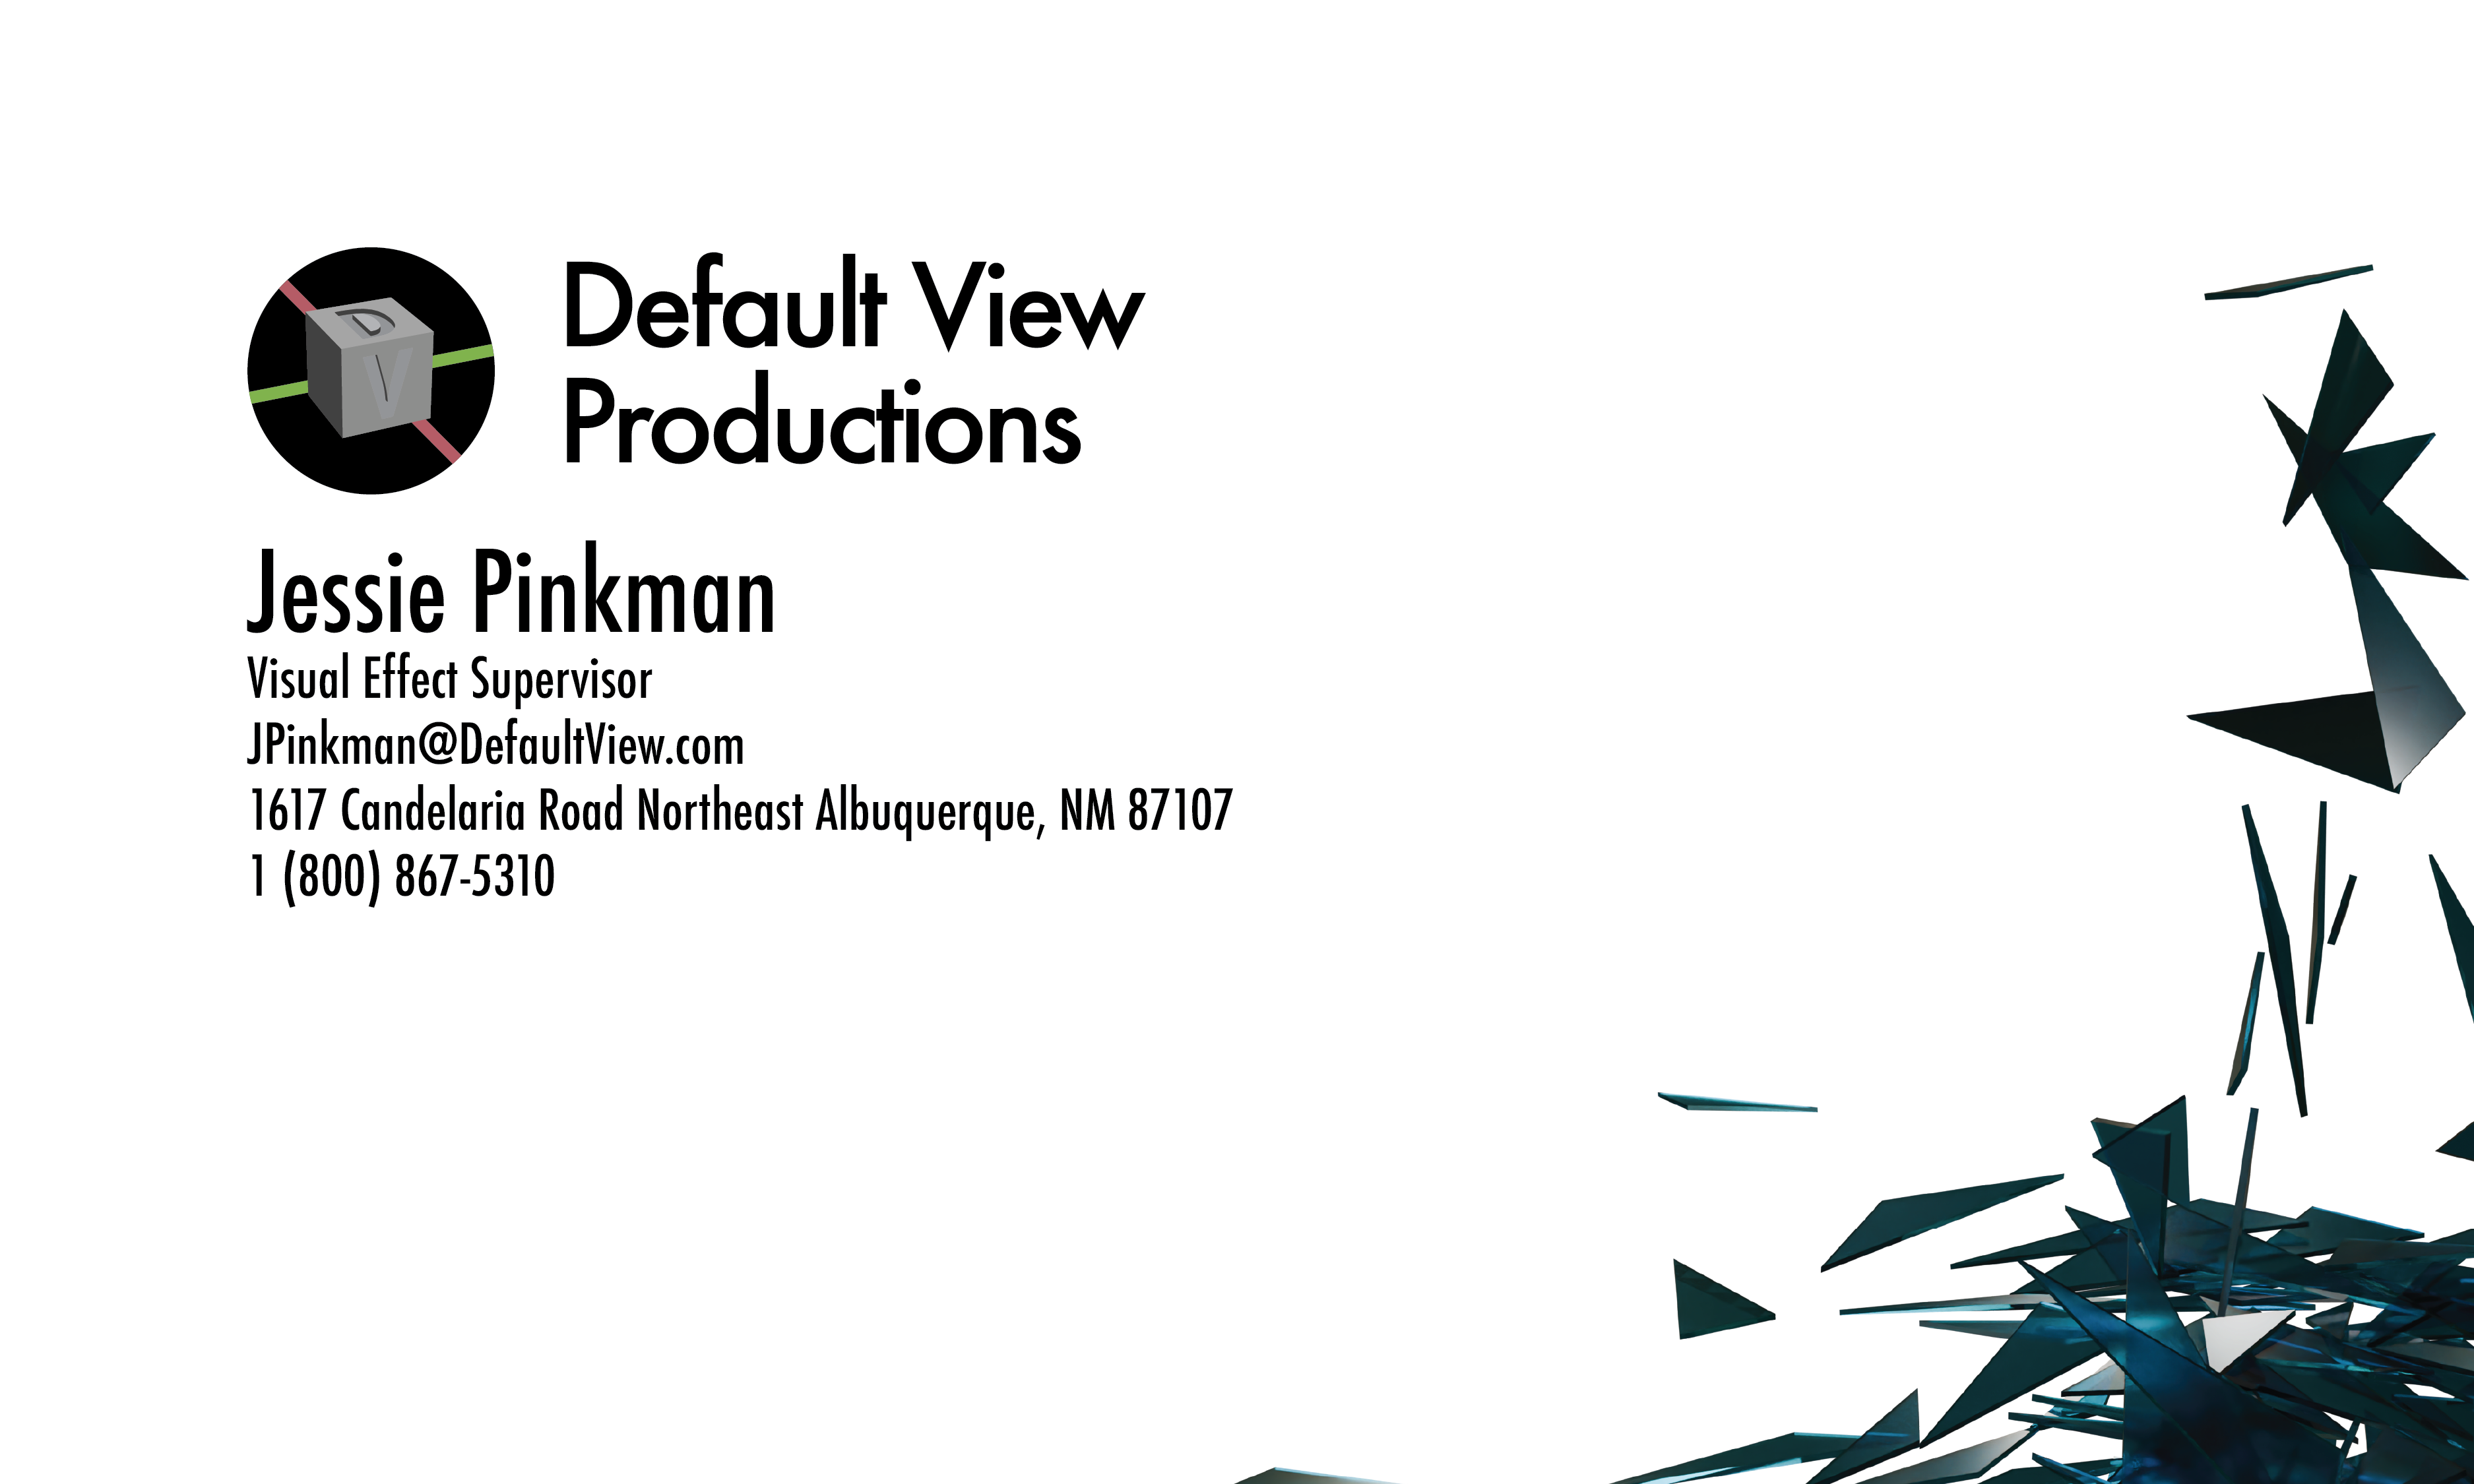 D
V
Default View
Productions
Jessie Pinkman
Visual Effect Supervisor
JPinkman@DefaultView.com
1617 Candelaria Road Northeast Albuquerque, NM 87107
1 (800) 867-5310